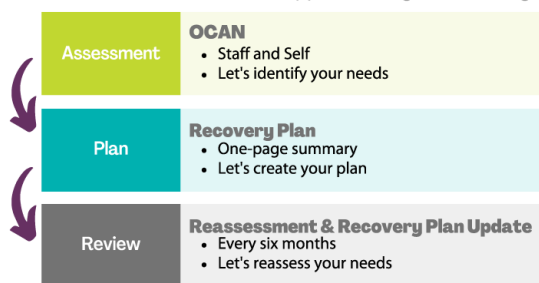 Assessment
OCAN
• Staff and Self
• Let's identify your needs
Plan
Recovery Plan
• One-page summary
• Let's create your plan
Review
Reassessment & Recovery Plan Update
• Every six months
• Let's reassess your needs